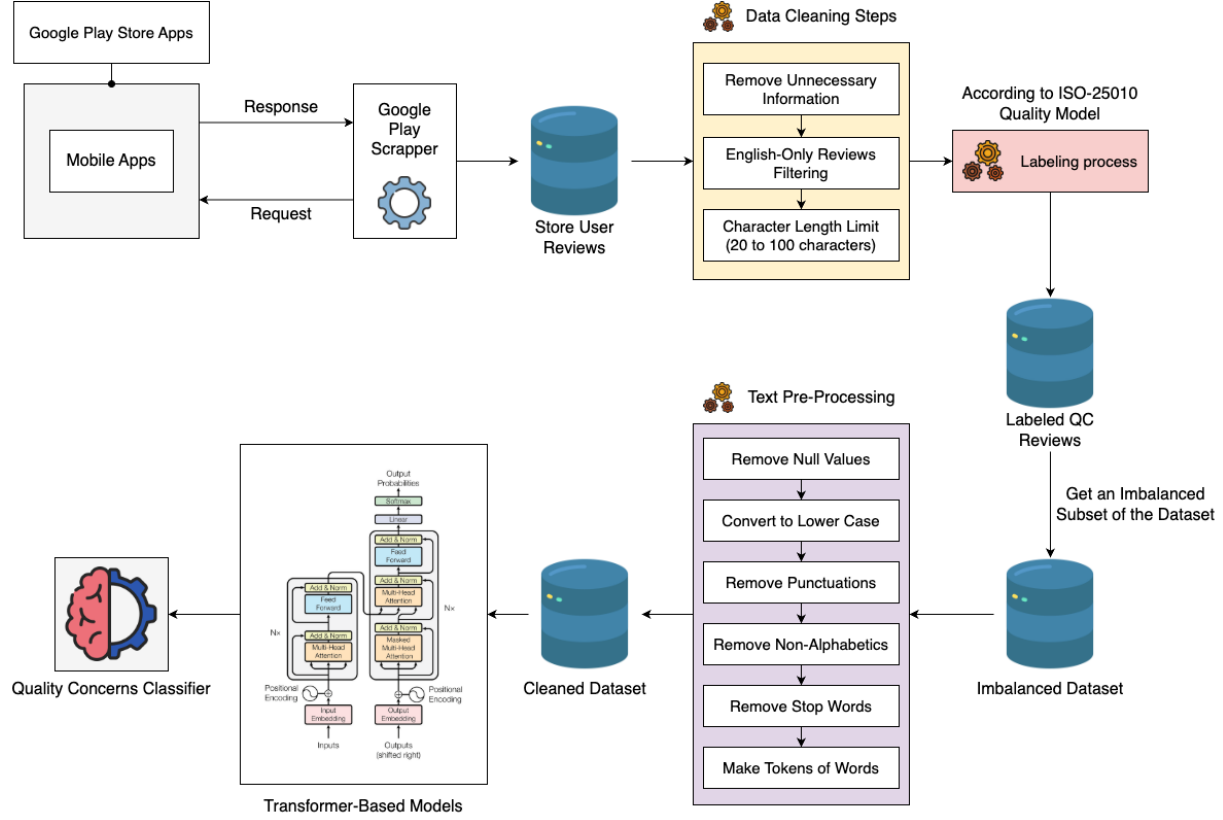 Google Play Store Apps
Mobile Apps
Response
Request
Google
Play
Scrapper
Store User
Reviews
Data Cleaning Steps
Remove Unnecessary
Information
English-Only Reviews
Filtering
Character Length Limit
(20 to 100 characters)
According to ISO-25010
Quality Model
Labeling process
Labeled QC
Reviews
Get an Imbalanced
Subset of the Dataset
Imbalanced Dataset
Text Pre-Processing
Remove Null Values
Convert to Lower Case
Remove Punctuations
Remove Non-Alphabetics
Remove Stop Words
Make Tokens of Words
Cleaned Dataset
Output
Probabilities
Softmax
Linear
Add & Norm
Feed
Forward
Add & Norm
Multi-Head
Attention
Add & Norm
Masked
Multi-Head
Attention
Nx
Add & Norm
Feed
Forward
Add & Norm
Multi-Head
Attention
Nx
Positional
Encoding
Positional
Encoding
Input
Embedding
Output
Embedding
Inputs
Outputs
(shifted right)
Transformer-Based Models
Quality Concerns Classifier